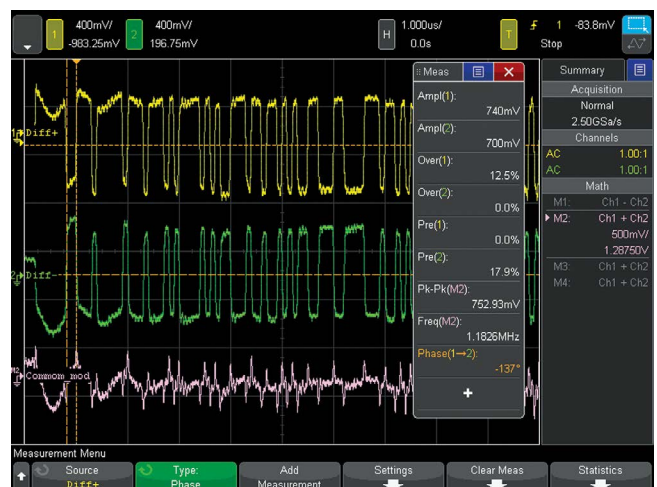 400mV/ 400mV/ 1.000us/ 1 -83.8mV
1 2 H T
-983.25mV 196.75mV 0.0s Stop
Meas
Summary
Acquisition
Normal
2.50GSa/s
Channels
AC 1.00:1
AC 1.00:1
Math
M1: Ch1 - Ch2
M2: Ch1 + Ch2
500mV/
1.28750V
M3: Ch1 + Ch2
M4: Ch1 + Ch2
Ampl(1):
740mV
Ampl(2):
700mV
Over(1):
12.5%
Over(2):
0.0%
Pre(1):
0.0%
Pre(2):
17.9%
Pk-Pk(M2):
752.93mV
Freq(M2):
1.1826MHz
Phase(1→2):
-137°
+
1 Diff+
2 Diff-
M2
Commom_mod
Measurement Menu
Source Type: Add Settings Clear Meas Statistics
Diff+ Phase Measurement